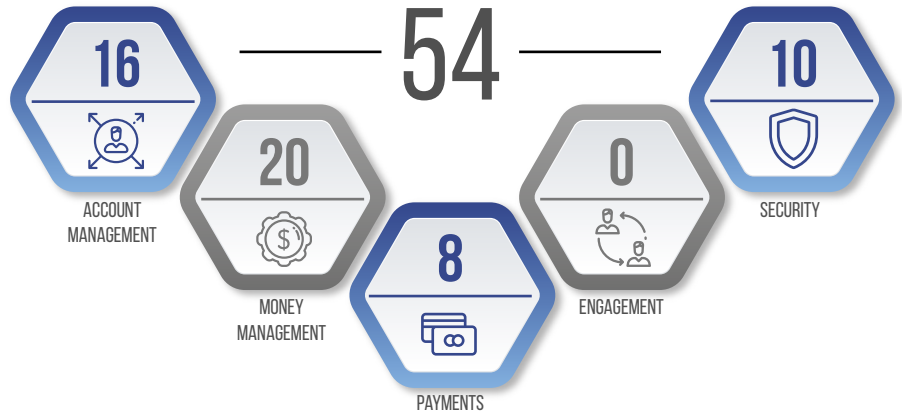 54
16
ACCOUNT
MANAGEMENT
20
$
MONEY
MANAGEMENT
8
PAYMENTS
0
ENGAGEMENT
10
SECURITY